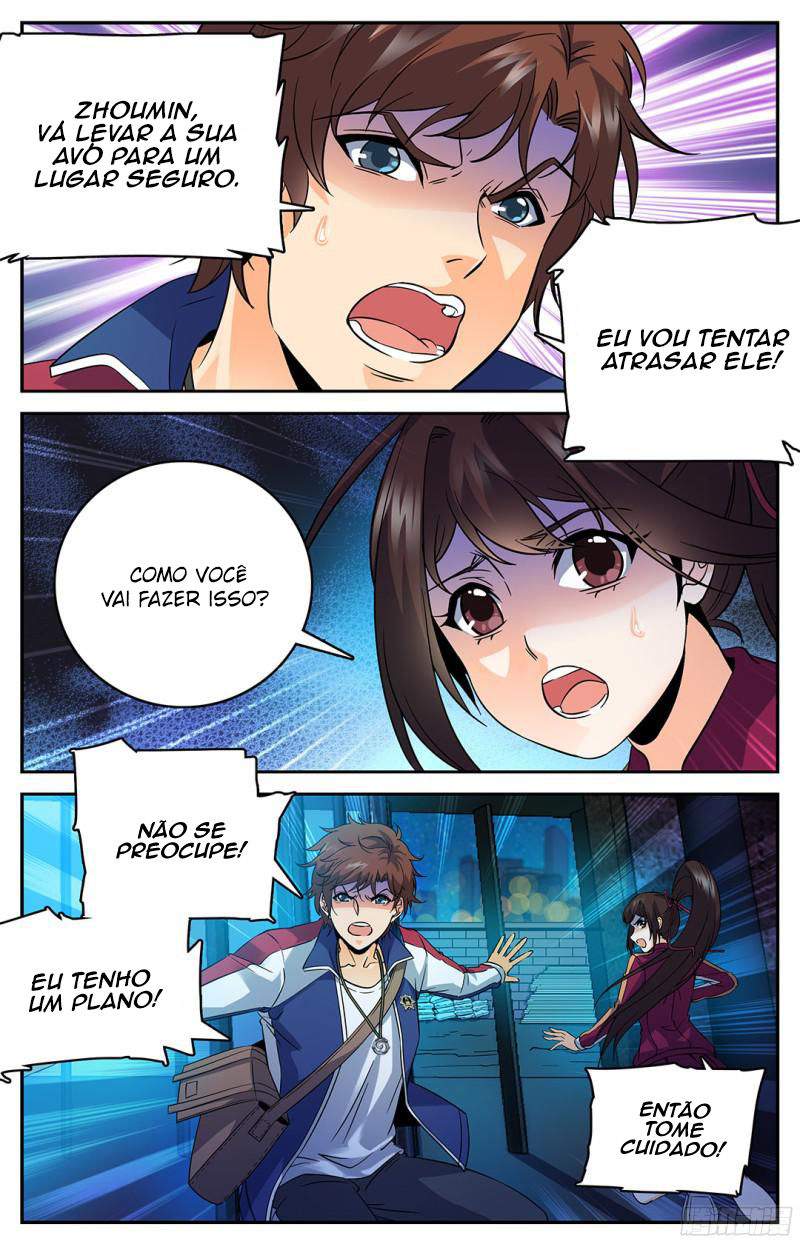 ZHOUMIN,
VÁ LEVAR A SUA
AVÓ PARA UM
LUGAR SEGURO.
EU VOU TENTAR
ATRASAR ELE!
COMO VOCÊ
VAI FAZER ISSO?
NÃO SE
PREOCUPE!
EU TENHO
UM PLANO!
ENTÃO
TOME
CUIDADO!